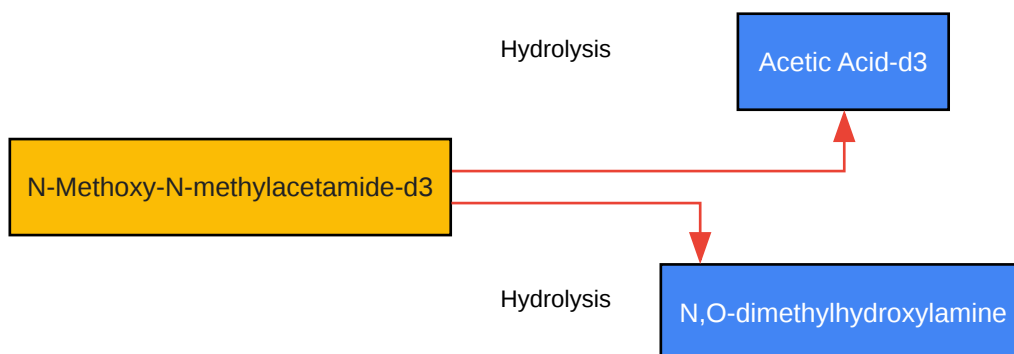 Hydrolysis
Acetic Acid-d3
N-Methoxy-N-methylacetamide-d3
Hydrolysis
N,O-dimethylhydroxylamine